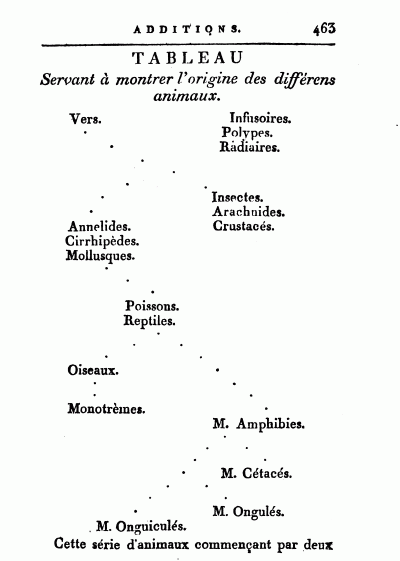 ADDITIONS. 463
TABLEAU
Servant à montrer l'origine des différens
animaux.
Vers. Infusoires.
Polypes.
Radiaires.
Insectes.
Arachnides.
Annelides. Crustacés.
Cirrhipèdes.
Mollusques.
Poissons.
Reptiles.
Oiseaux.
Monotrèmes.
M. Amphibies.
M. Cétacés.
M. Ongulés.
M. Onguiculés.
Cette série d'animaux commençant par deux